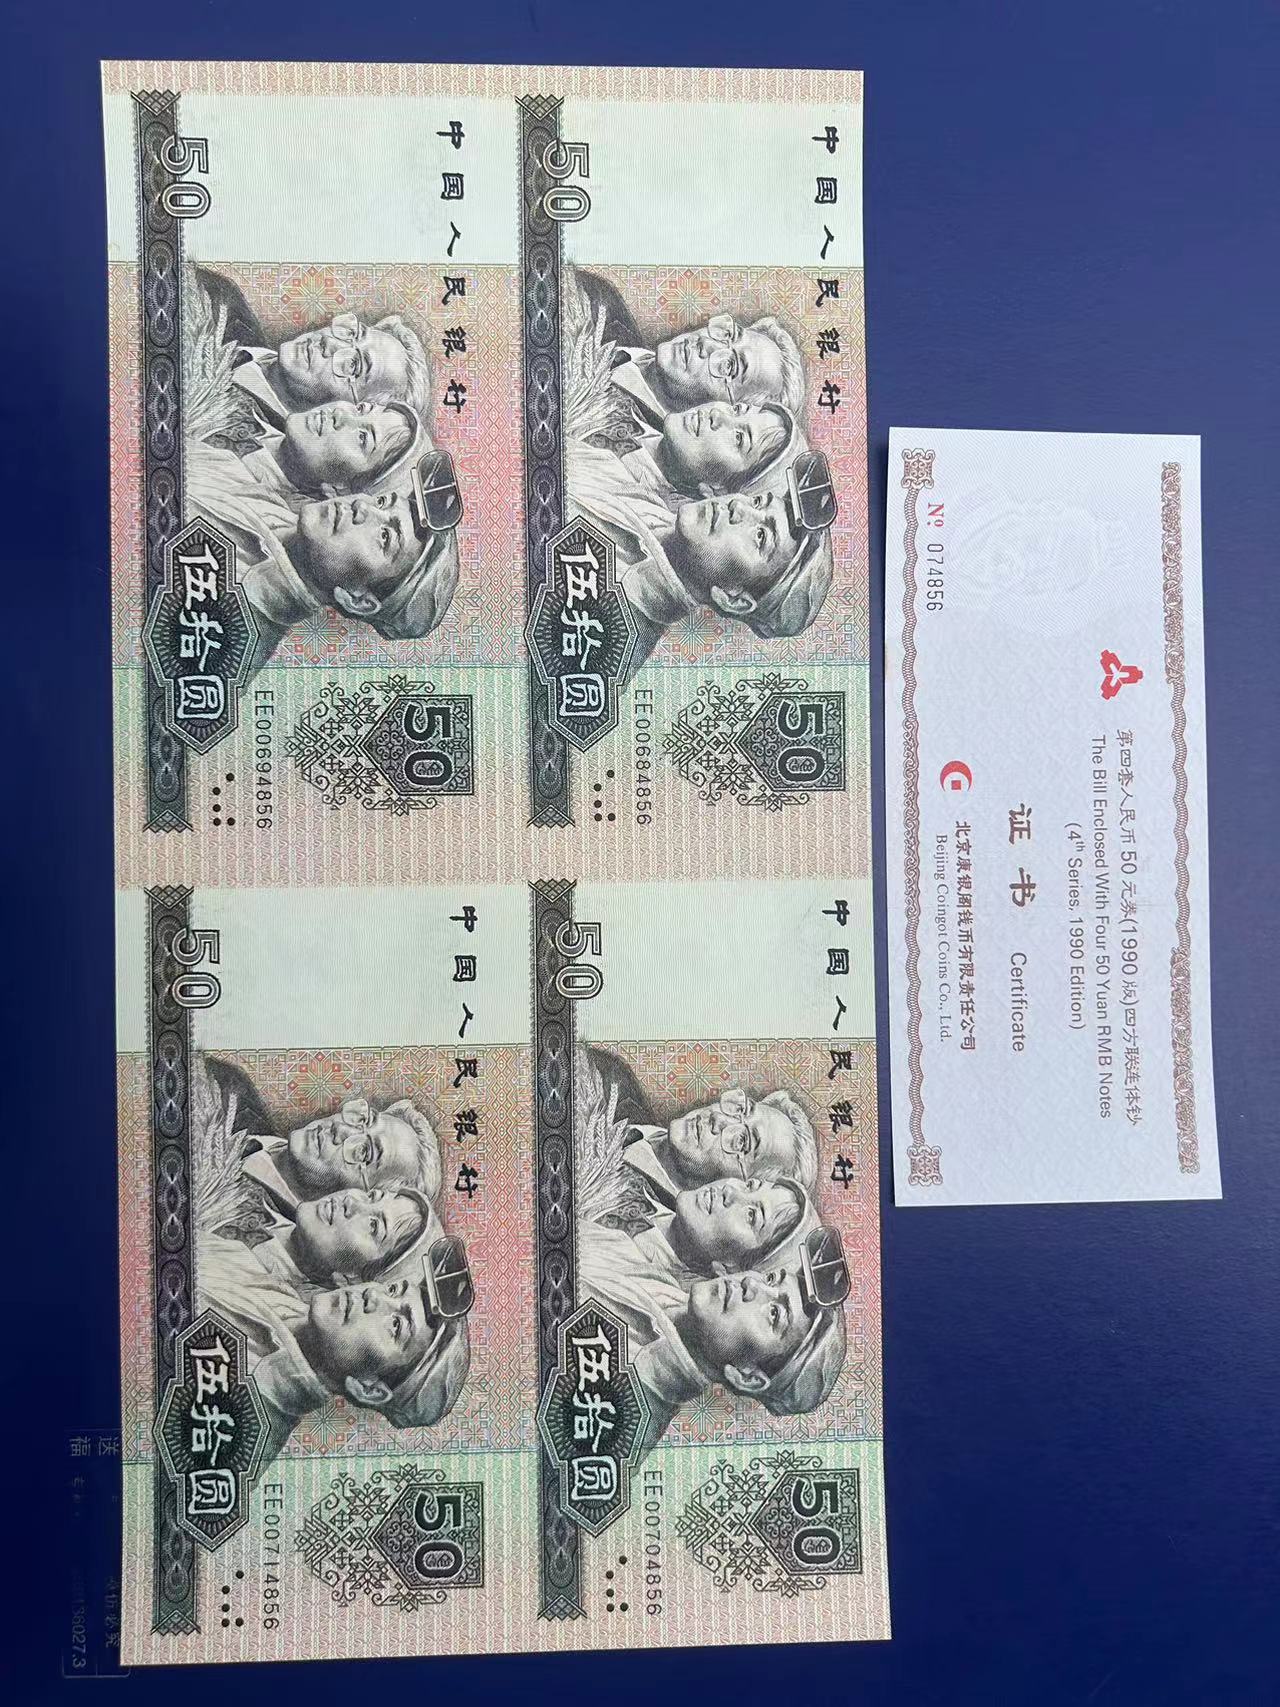 中国人民银行
50
50
伍拾圆
EE00684856
中国人民银行
50
50
伍拾圆
EE00704856
中国人民银行
50
50
伍拾圆
EE00694856
中国人民银行
50
50
伍拾圆
EE00714856
第四套人民币50元券(1990版)四方联连体钞
The Bill Enclosed With Four 50 Yuan RMB Notes
(4th Series, 1990 Edition)
证书 Certificate
北京康银阁钱币有限责任公司
Beijing Coingot Coins Co., Ltd.
Nº: 074856
送
福